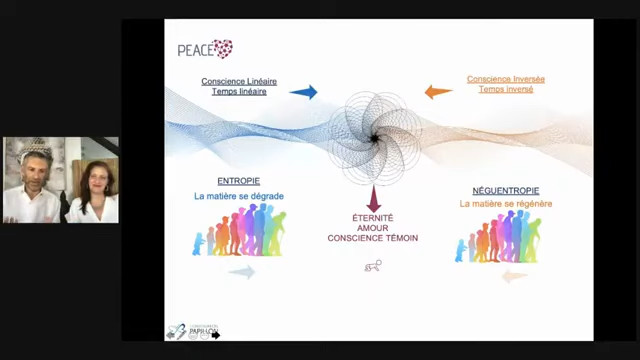 PEACE
Conscience Linéaire
Temps linéaire
Conscience Inversée
Temps inversé
ENTROPIE
La matière se dégrade
NÉGUENTROPIE
La matière se régénère
ÉTERNITÉ
AMOUR
CONSCIENCE TÉMOIN
PAPILLON